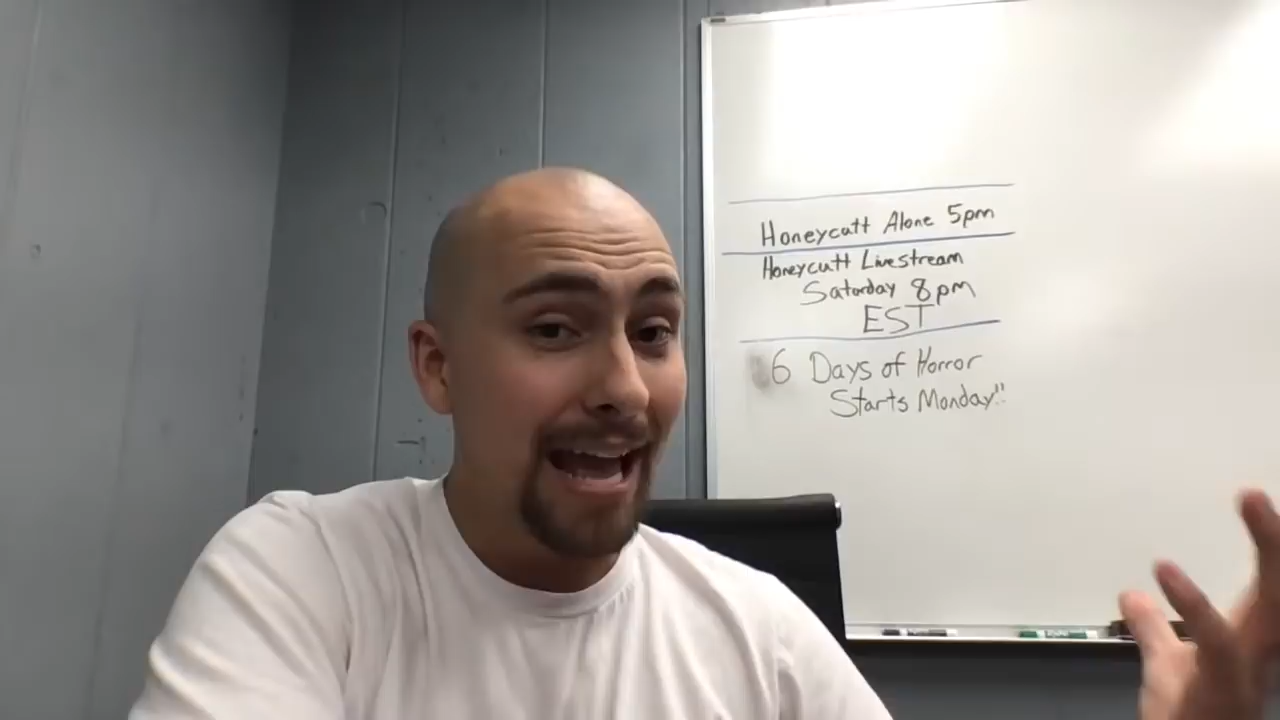 Honeycutt Alone 5pm
Honeycutt Livestream
Saturday 8pm
EST
6 Days of Horror
Starts Monday!!